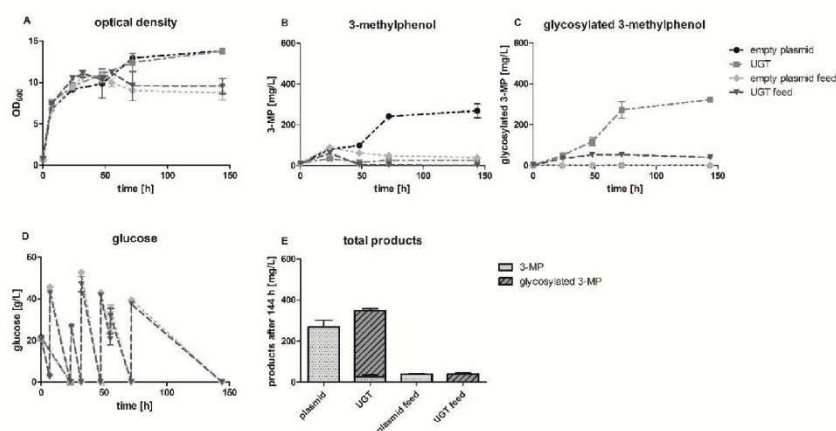 A optical density
OD600
15
10
5
0
0 50 100 150
time [h]
B 3-methylphenol
3-MP [mg/L]
600
400
200
0
0 50 100 150
time [h]
C glycosylated 3-methylphenol
glycosylated 3-MP [mg/L]
600
400
200
0
0 50 100 150
time [h]
empty plasmid
UGT
empty plasmid feed
UGT feed
D glucose
glucose [g/L]
60
40
20
0
0 50 100 150
time [h]
E total products
products after 144 h [mg/L]
600
400
200
0
plasmid
UGT
plasmid feed
UGT feed
3-MP
glycosylated 3-MP